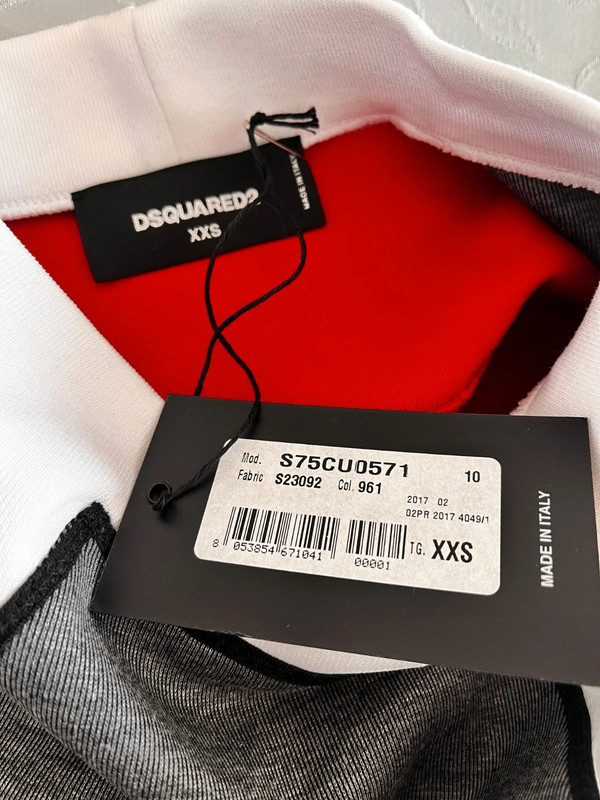 DSQUARED2
XXS
MADE IN ITALY
Mod. S75CU0571 10
Fabric S23092 Col. 961
2017 02
02PR 2017 4049/1
8 053854 671041
00001
TG. XXS
MADE IN ITALY